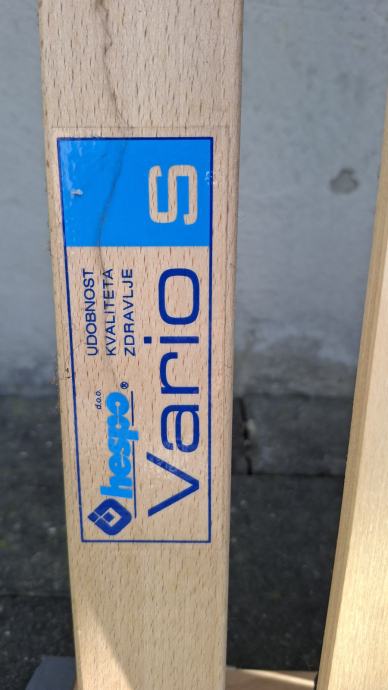 hespo d.o.o. ®
UDOBNOST
KVALITETA
ZDRAVLJE
Vario S